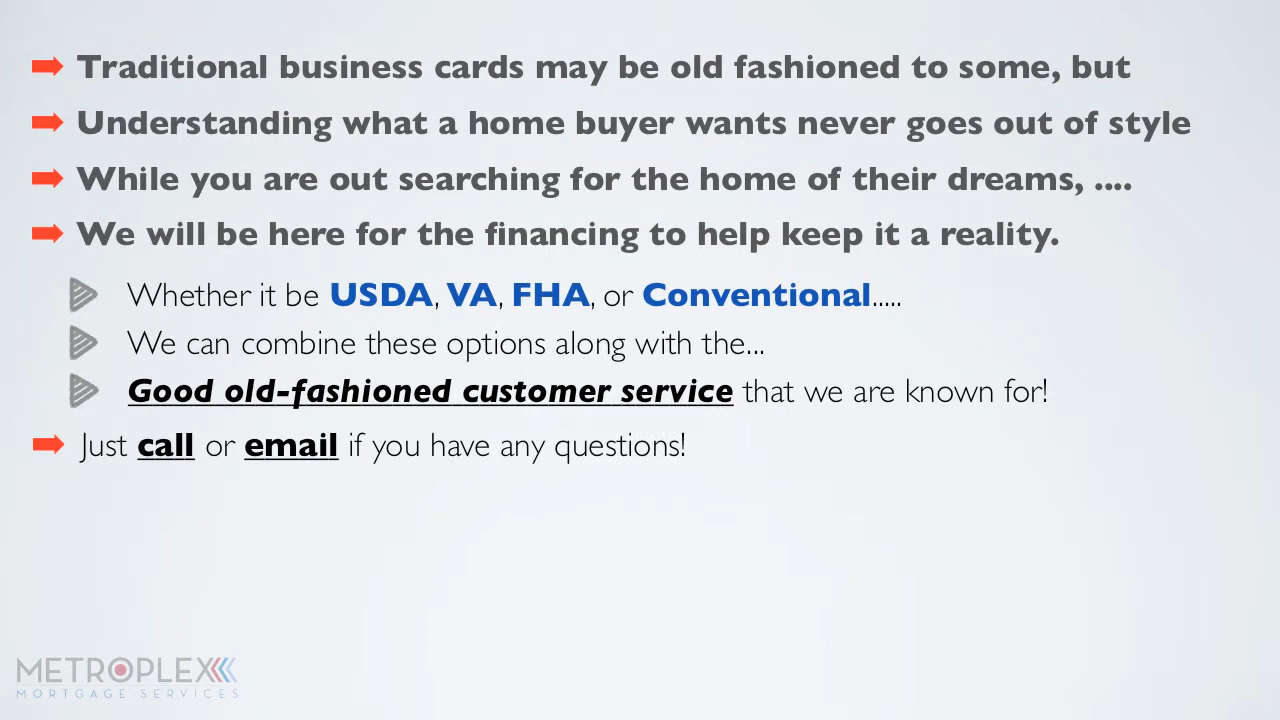 Traditional business cards may be old fashioned to some, but
Understanding what a home buyer wants never goes out of style
While you are out searching for the home of their dreams, ....
We will be here for the financing to help keep it a reality.
Whether it be USDA, VA, FHA, or Conventional.....
We can combine these options along with the...
Good old-fashioned customer service that we are known for!
Just call or email if you have any questions!
METROPLEX
MORTGAGE SERVICES